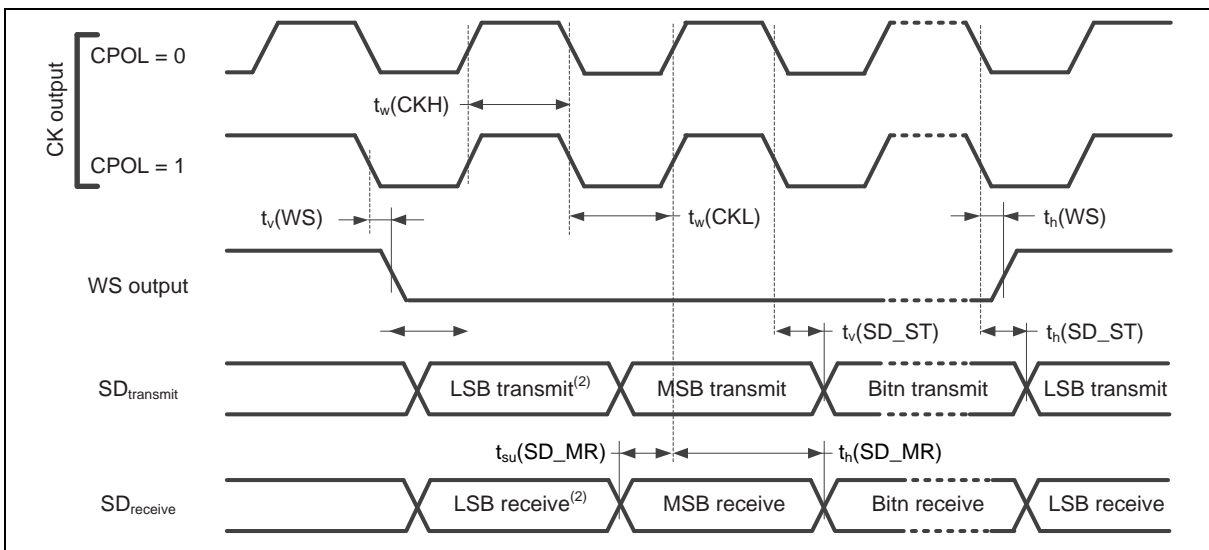 CK output
CPOL = 0
tw(CKH)
CPOL = 1
tv(WS)
tw(CKL)
th(WS)
WS output
tv(SD_ST)
th(SD_ST)
SDtransmit
LSB transmit(2)
MSB transmit
Bitn transmit
LSB transmit
tsu(SD_MR)
th(SD_MR)
SDreceive
LSB receive(2)
MSB receive
Bitn receive
LSB receive